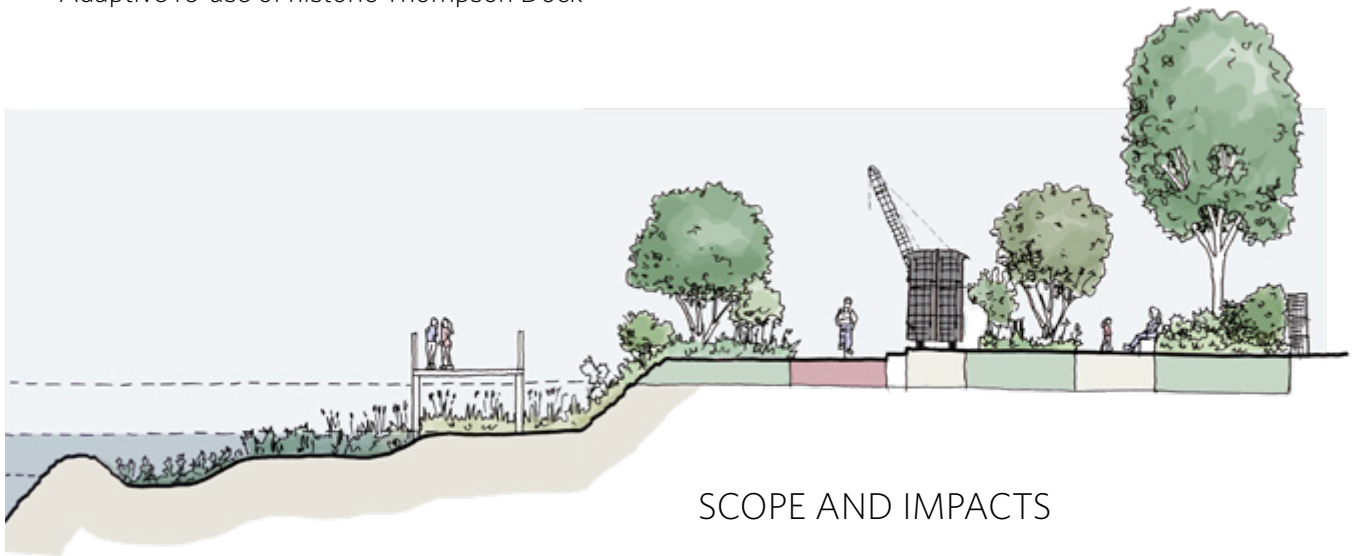 Adaptive re-use of historic Thompson Dock
SCOPE AND IMPACTS